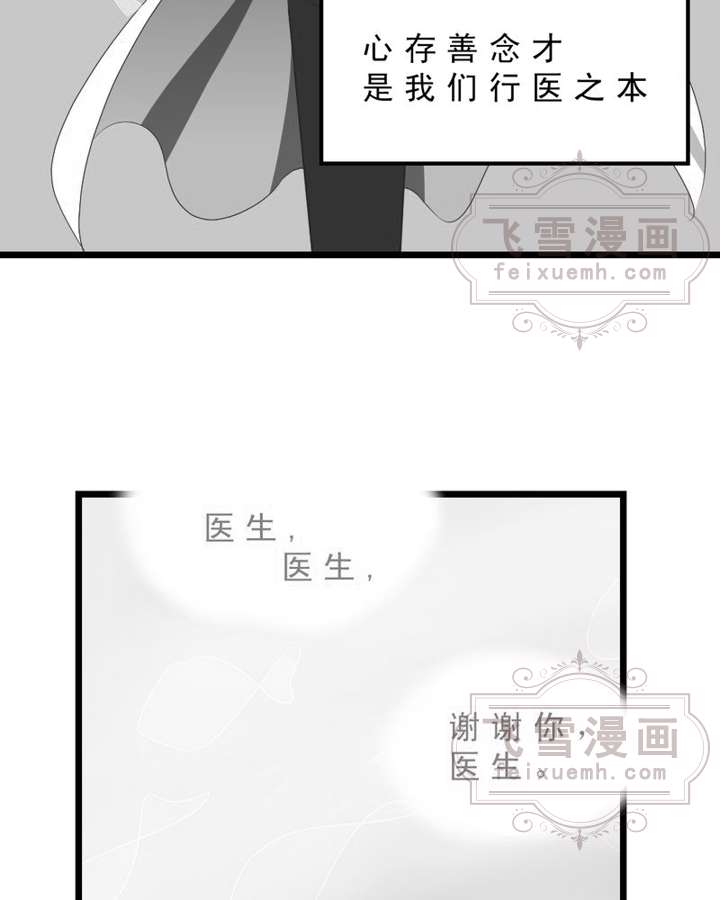 心存善念才
是我们行医之本
飞雪漫画
feixuemh.com
医生,
医生,
谢谢你,
医生。
飞雪漫画
feixuemh.com